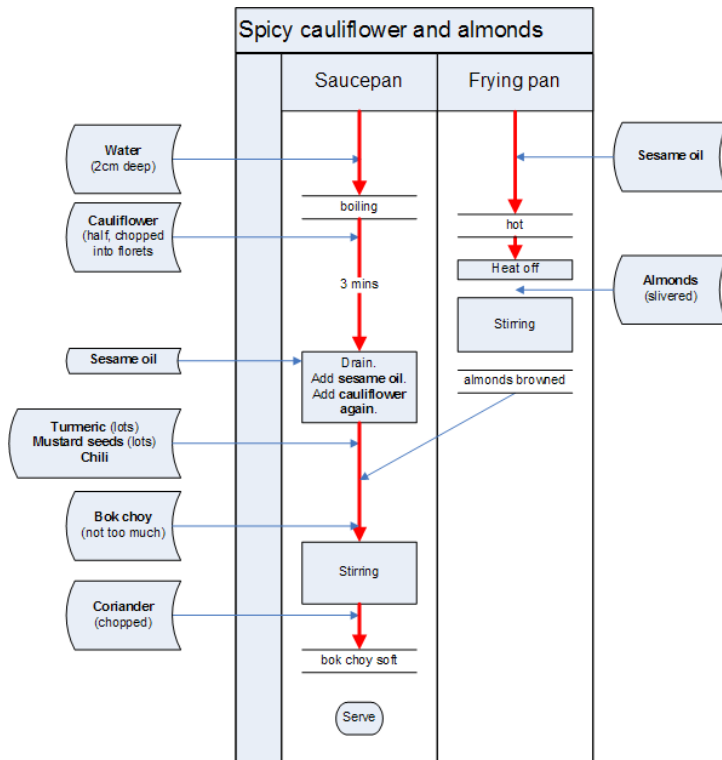 Spicy cauliflower and almonds
Saucepan
Frying pan
Water
(2cm deep)
Sesame oil
boiling
Cauliflower
(half, chopped
into florets
hot
Heat off
3 mins
Almonds
(slivered)
Stirring
Sesame oil
Drain.
Add sesame oil.
Add cauliflower
again.
almonds browned
Turmeric (lots)
Mustard seeds (lots)
Chili
Bok choy
(not too much)
Stirring
Coriander
(chopped)
bok choy soft
Serve